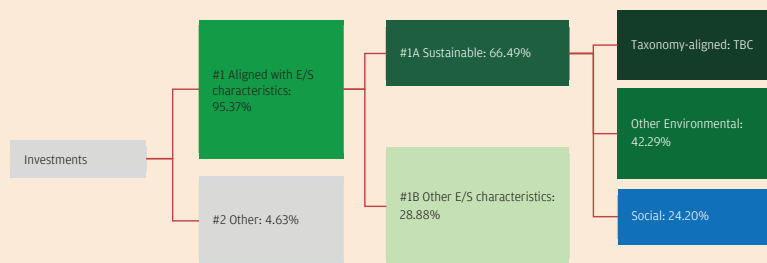 Investments
#1 Aligned with E/S
characteristics:
95.37%
#2 Other: 4.63%
#1A Sustainable: 66.49%
#1B Other E/S characteristics:
28.88%
Taxonomy-aligned: TBC
Other Environmental:
42.29%
Social: 24.20%